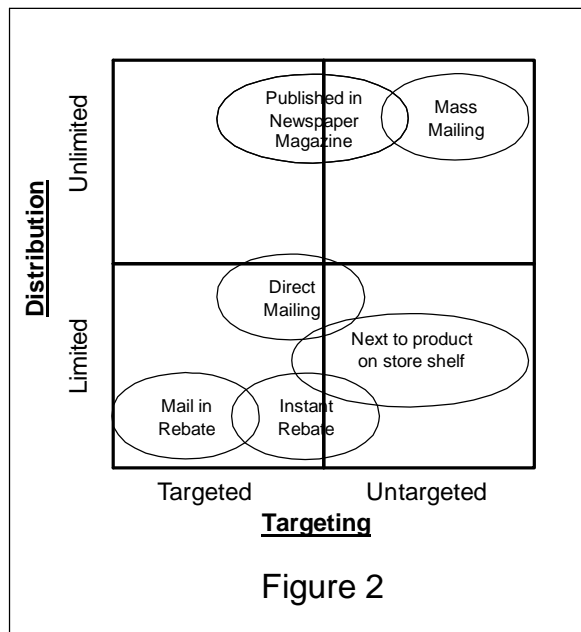 Unlimited
Distribution
Limited
Published in
Newspaper
Magazine
Mass
Mailing
Direct
Mailing
Next to product
on store shelf
Mail in
Rebate
Instant
Rebate
Targeted
Untargeted
Targeting
Figure 2